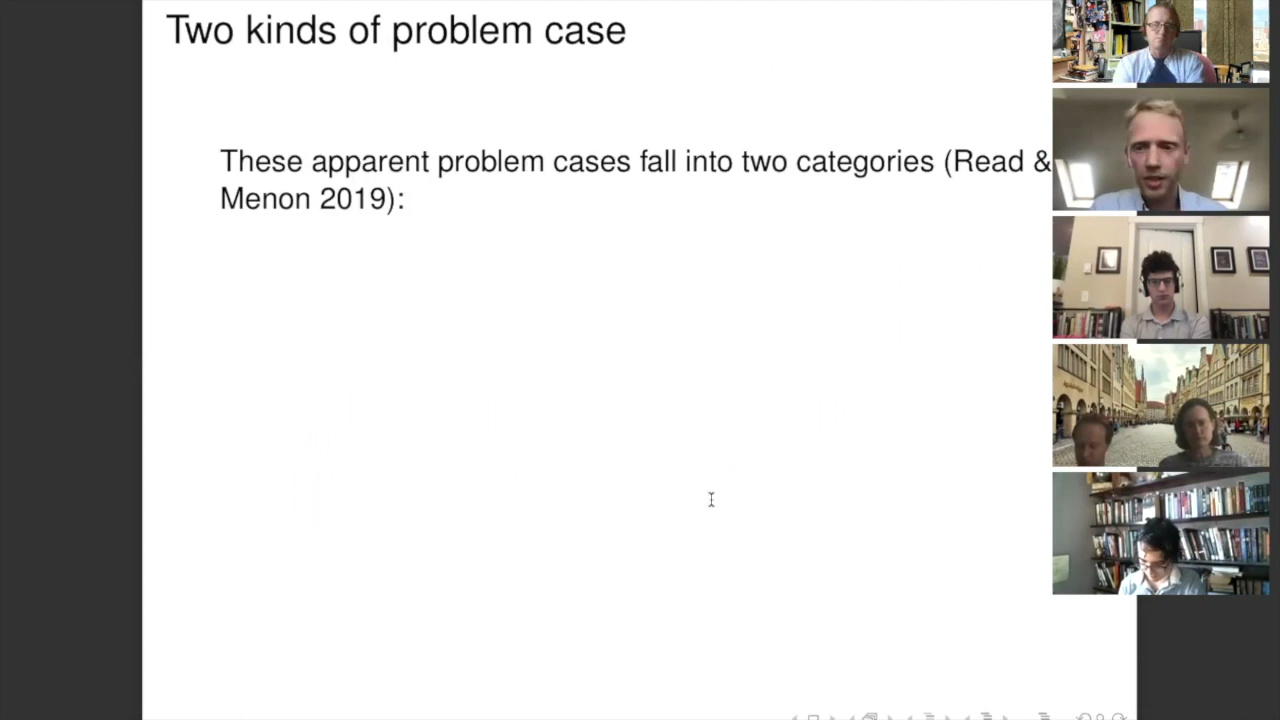 Two kinds of problem case
These apparent problem cases fall into two categories (Read &
Menon 2019):